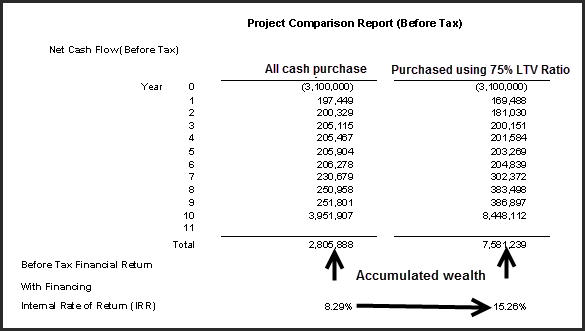 Project Comparison Report (Before Tax)
Net Cash Flow(Before Tax)
All cash purchase Purchased using 75% LTV Ratio
Year 0 (3,100,000) (3,100,000)
1 197,449 169,488
2 200,329 181,030
3 205,115 200,151
4 205,467 201,584
5 205,904 203,269
6 206,278 204,839
7 230,679 302,372
8 250,958 383,498
9 251,801 386,897
10 3,951,907 8,448,112
11
Total 2,805,888 7,581,239
Before Tax Financial Return
Accumulated wealth
With Financing
Internal Rate of Return (IRR) 8.29% 15.26%